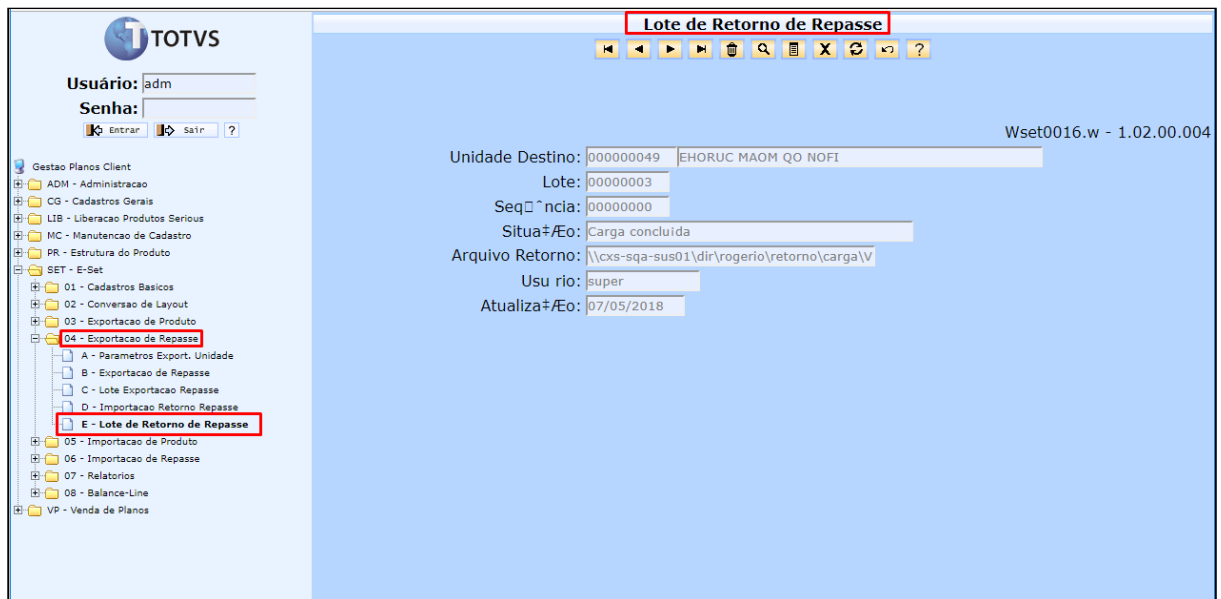 TOTVS
Usuário: adm
Senha:
Entrar Sair ?
Gestao Planos Client
ADM - Administracao
CG - Cadastros Gerais
LIB - Liberacao Produtos Serious
MC - Manutencao de Cadastro
PR - Estrutura do Produto
SET - E-Set
01 - Cadastros Basicos
02 - Conversao de Layout
03 - Exportacao de Produto
04 - Exportacao de Repasse
A - Parametros Export. Unidade
B - Exportacao de Repasse
C - Lote Exportacao Repasse
D - Importacao Retorno Repasse
E - Lote de Retorno de Repasse
05 - Importacao de Produto
06 - Importacao de Repasse
07 - Relatorios
08 - Balance-Line
VP - Venda de Planos
Lote de Retorno de Repasse
X ?
Wset0016.w - 1.02.00.004
Unidade Destino: 000000049 EHORUC MAOM QO NOFI
Lote: 00000003
Seq□ˆncia: 00000000
Situa‡Æo: Carga concluida
Arquivo Retorno: \\cxs-sqa-sus01\dir\rogerio\retorno\carga\V
Usu rio: super
Atualiza‡Æo: 07/05/2018